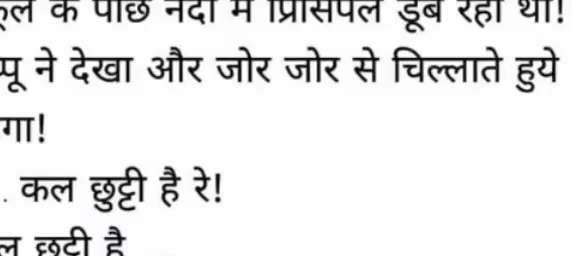 के पीछे नदी में प्रिंसिपल डूब रहा था!
ने देखा और जोर जोर से चिल्लाते हुये
. कल छुट्टी है रे!
छुट्टी है